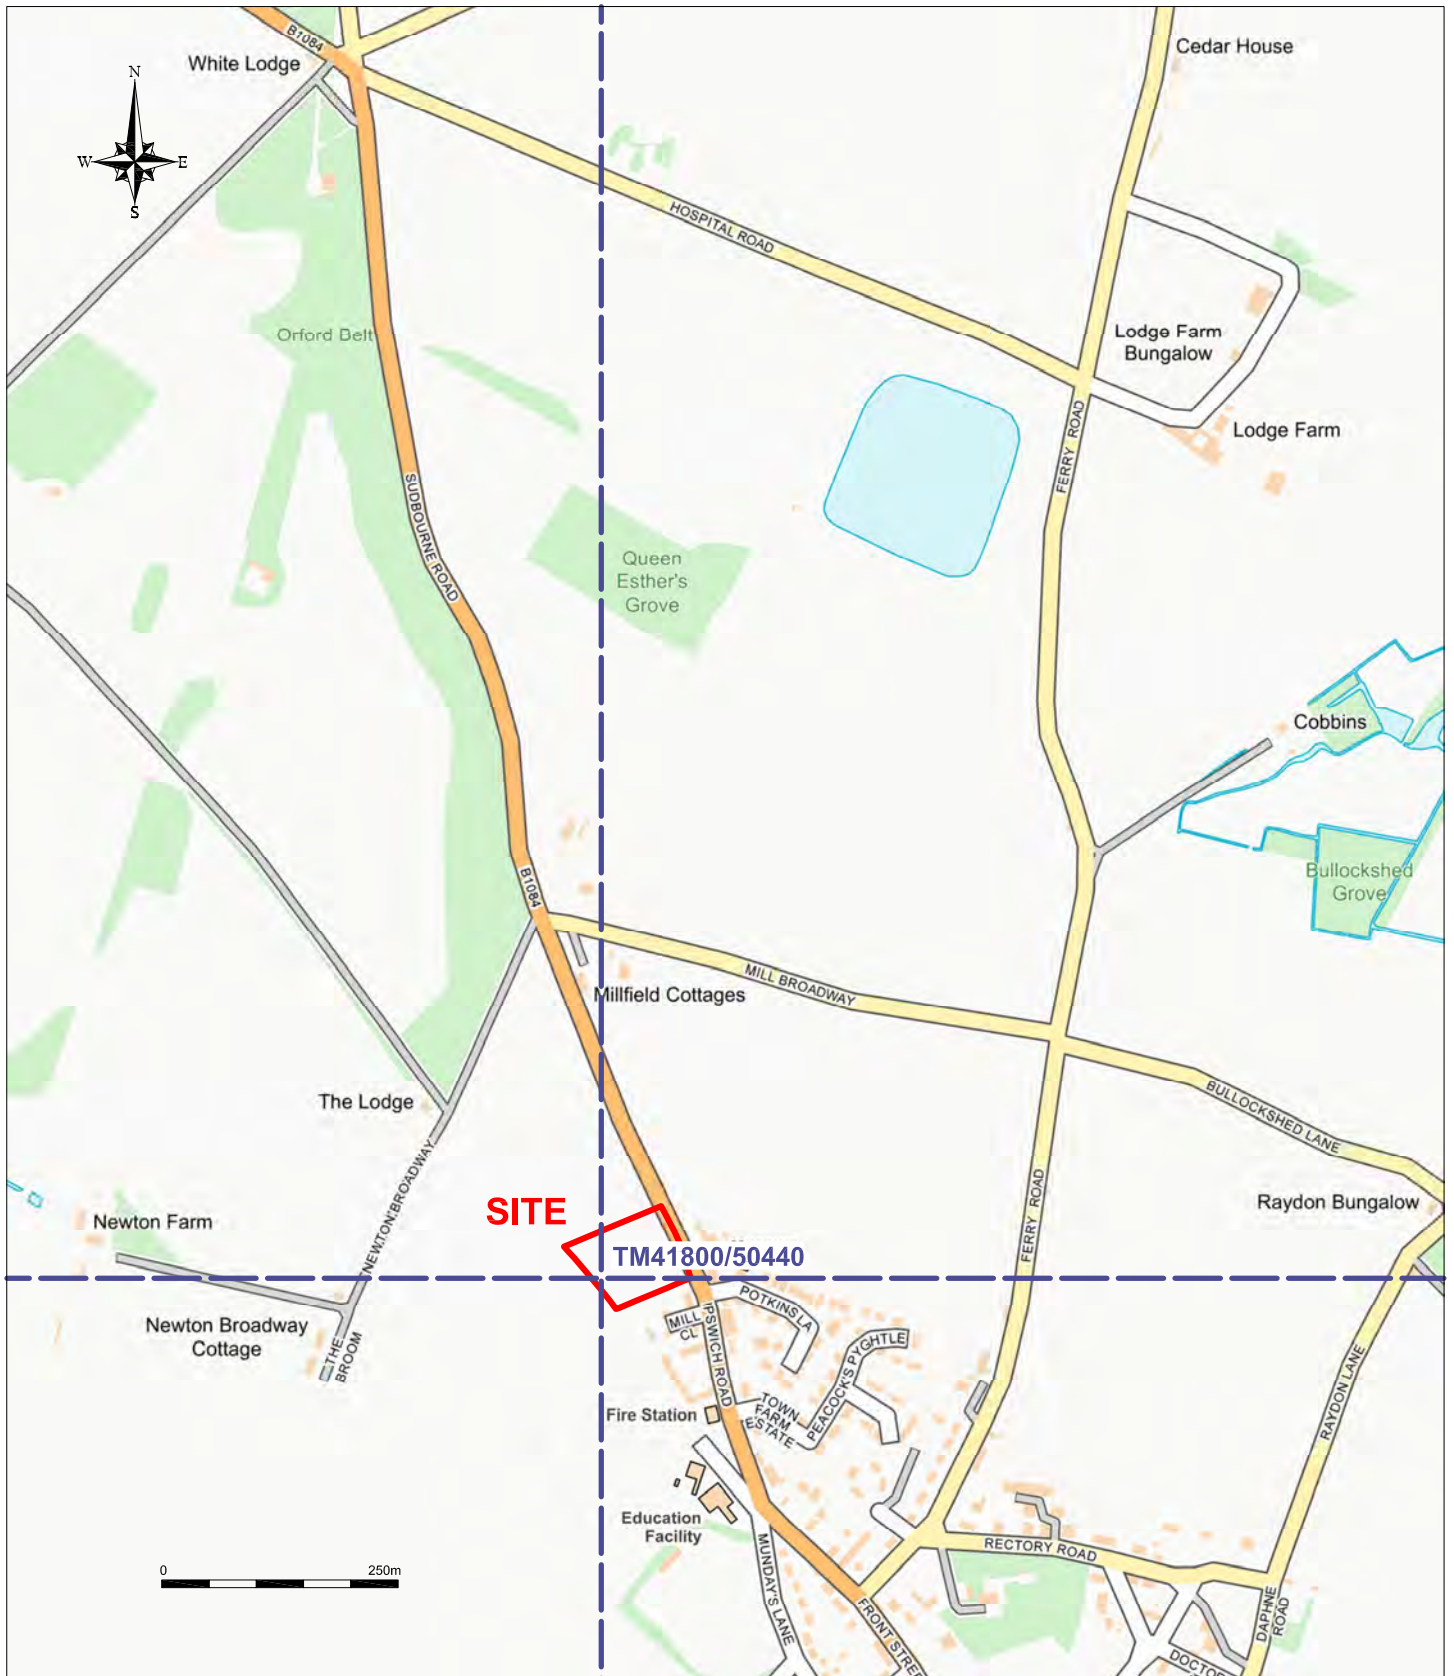 B1084
White Lodge
Cedar House
N
W
E
S
HOSPITAL ROAD
Orford Belt
Lodge Farm
Bungalow
FERRY ROAD
Lodge Farm
SUDBOURNE ROAD
Queen
Esther's
Grove
Cobbins
B1084
Bullockshed
Grove
MILL BROADWAY
Millfield Cottages
The Lodge
BULLOCKSHED LANE
NEWTON BROADWAY
FERRY ROAD
Raydon Bungalow
SITE
Newton Farm
TM41800/50440
POTKINS LA
MILL
CL
IPSWICH ROAD
Newton Broadway
Cottage
THE
BROOM
PEACOCK'S PYGHTLE
RAYDON LANE
TOWN
FARM
ESTATE
Fire Station
Education
Facility
MUNDAY'S LANE
RECTORY ROAD
0
250m
FRONT STREE
DAPHNE
ROAD
DOCTOR